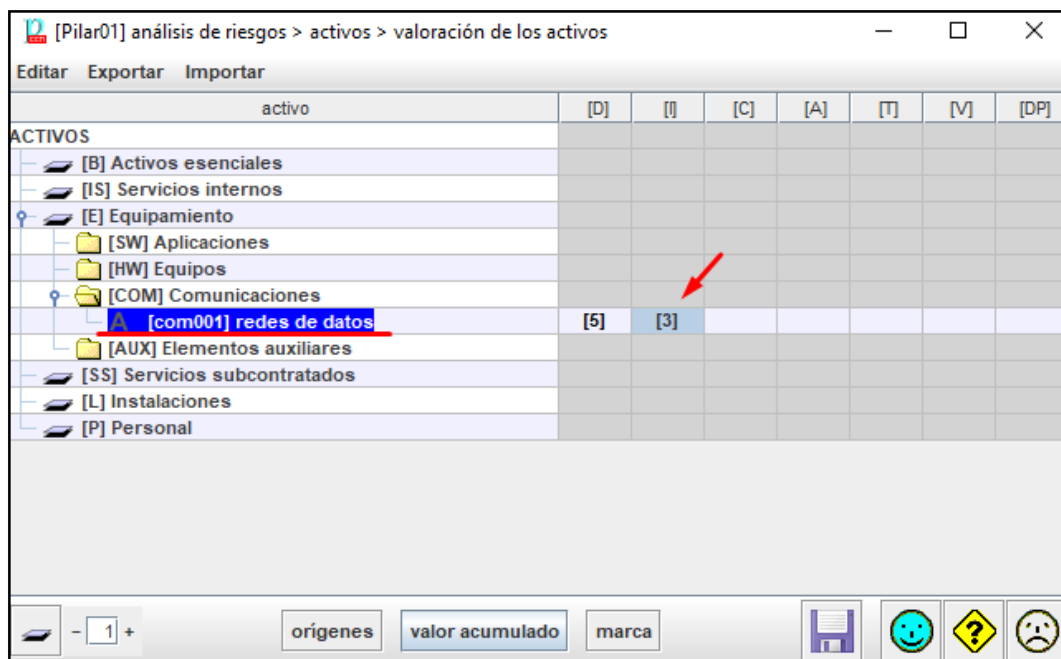 [Pilar01] análisis de riesgos > activos > valoración de los activos
Editar Exportar Importar
activo [D] [I] [C] [A] [T] [V] [DP]
ACTIVOS
[B] Activos esenciales
[IS] Servicios internos
[E] Equipamiento
[SW] Aplicaciones
[HW] Equipos
[COM] Comunicaciones
A [com001] redes de datos [5] [3]
[AUX] Elementos auxiliares
[SS] Servicios subcontratados
[L] Instalaciones
[P] Personal
- 1 + orígenes valor acumulado marca ?